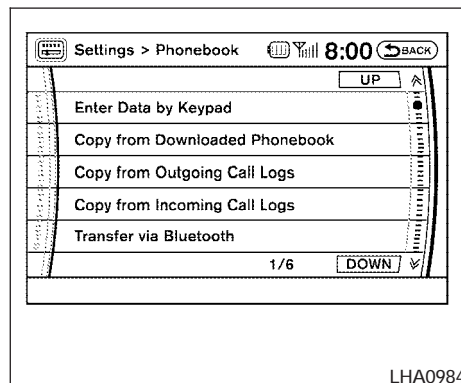 Settings > Phonebook 8:00 BACK
UP
Enter Data by Keypad
Copy from Downloaded Phonebook
Copy from Outgoing Call Logs
Copy from Incoming Call Logs
Transfer via Bluetooth
1/6 DOWN
LHA0984